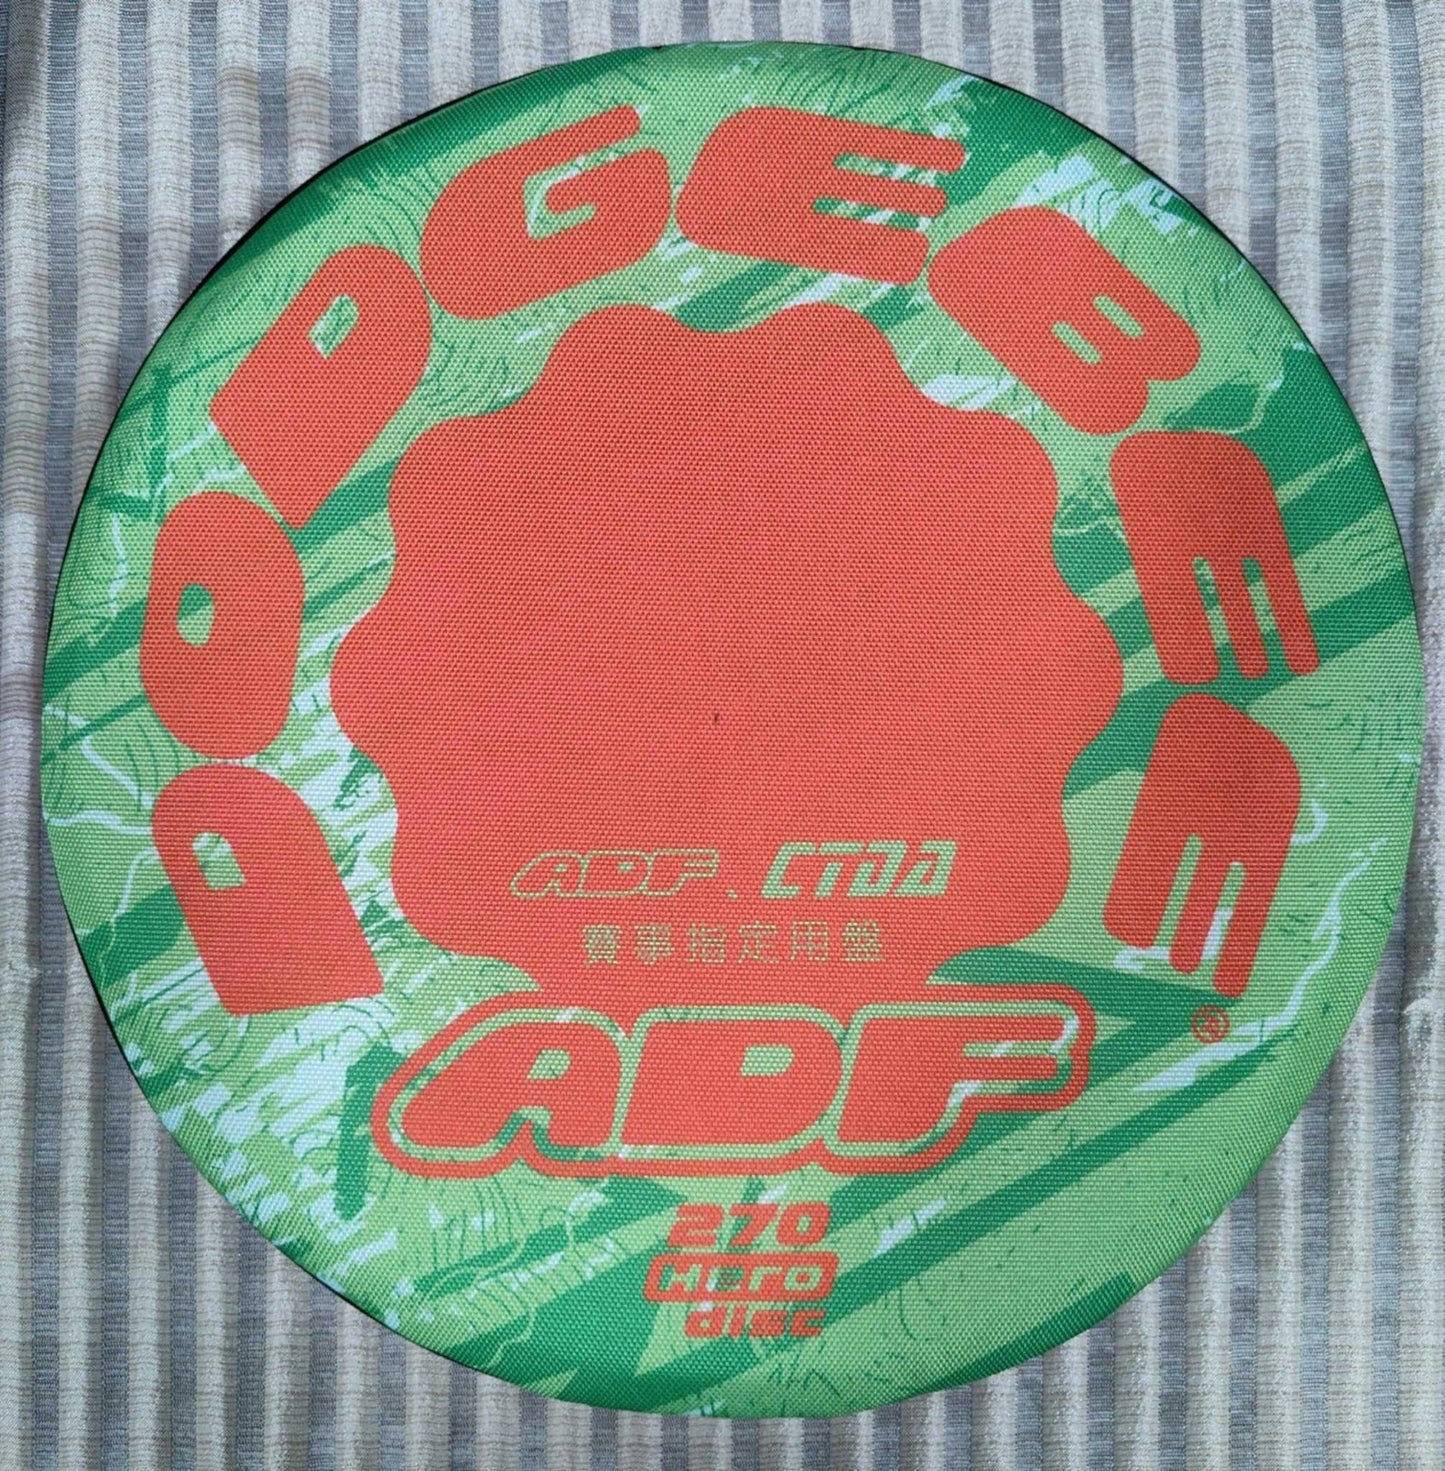 DODGEBEE®
ADF、CTDA
賽事指定用盤
ADF
270
Hero
disc